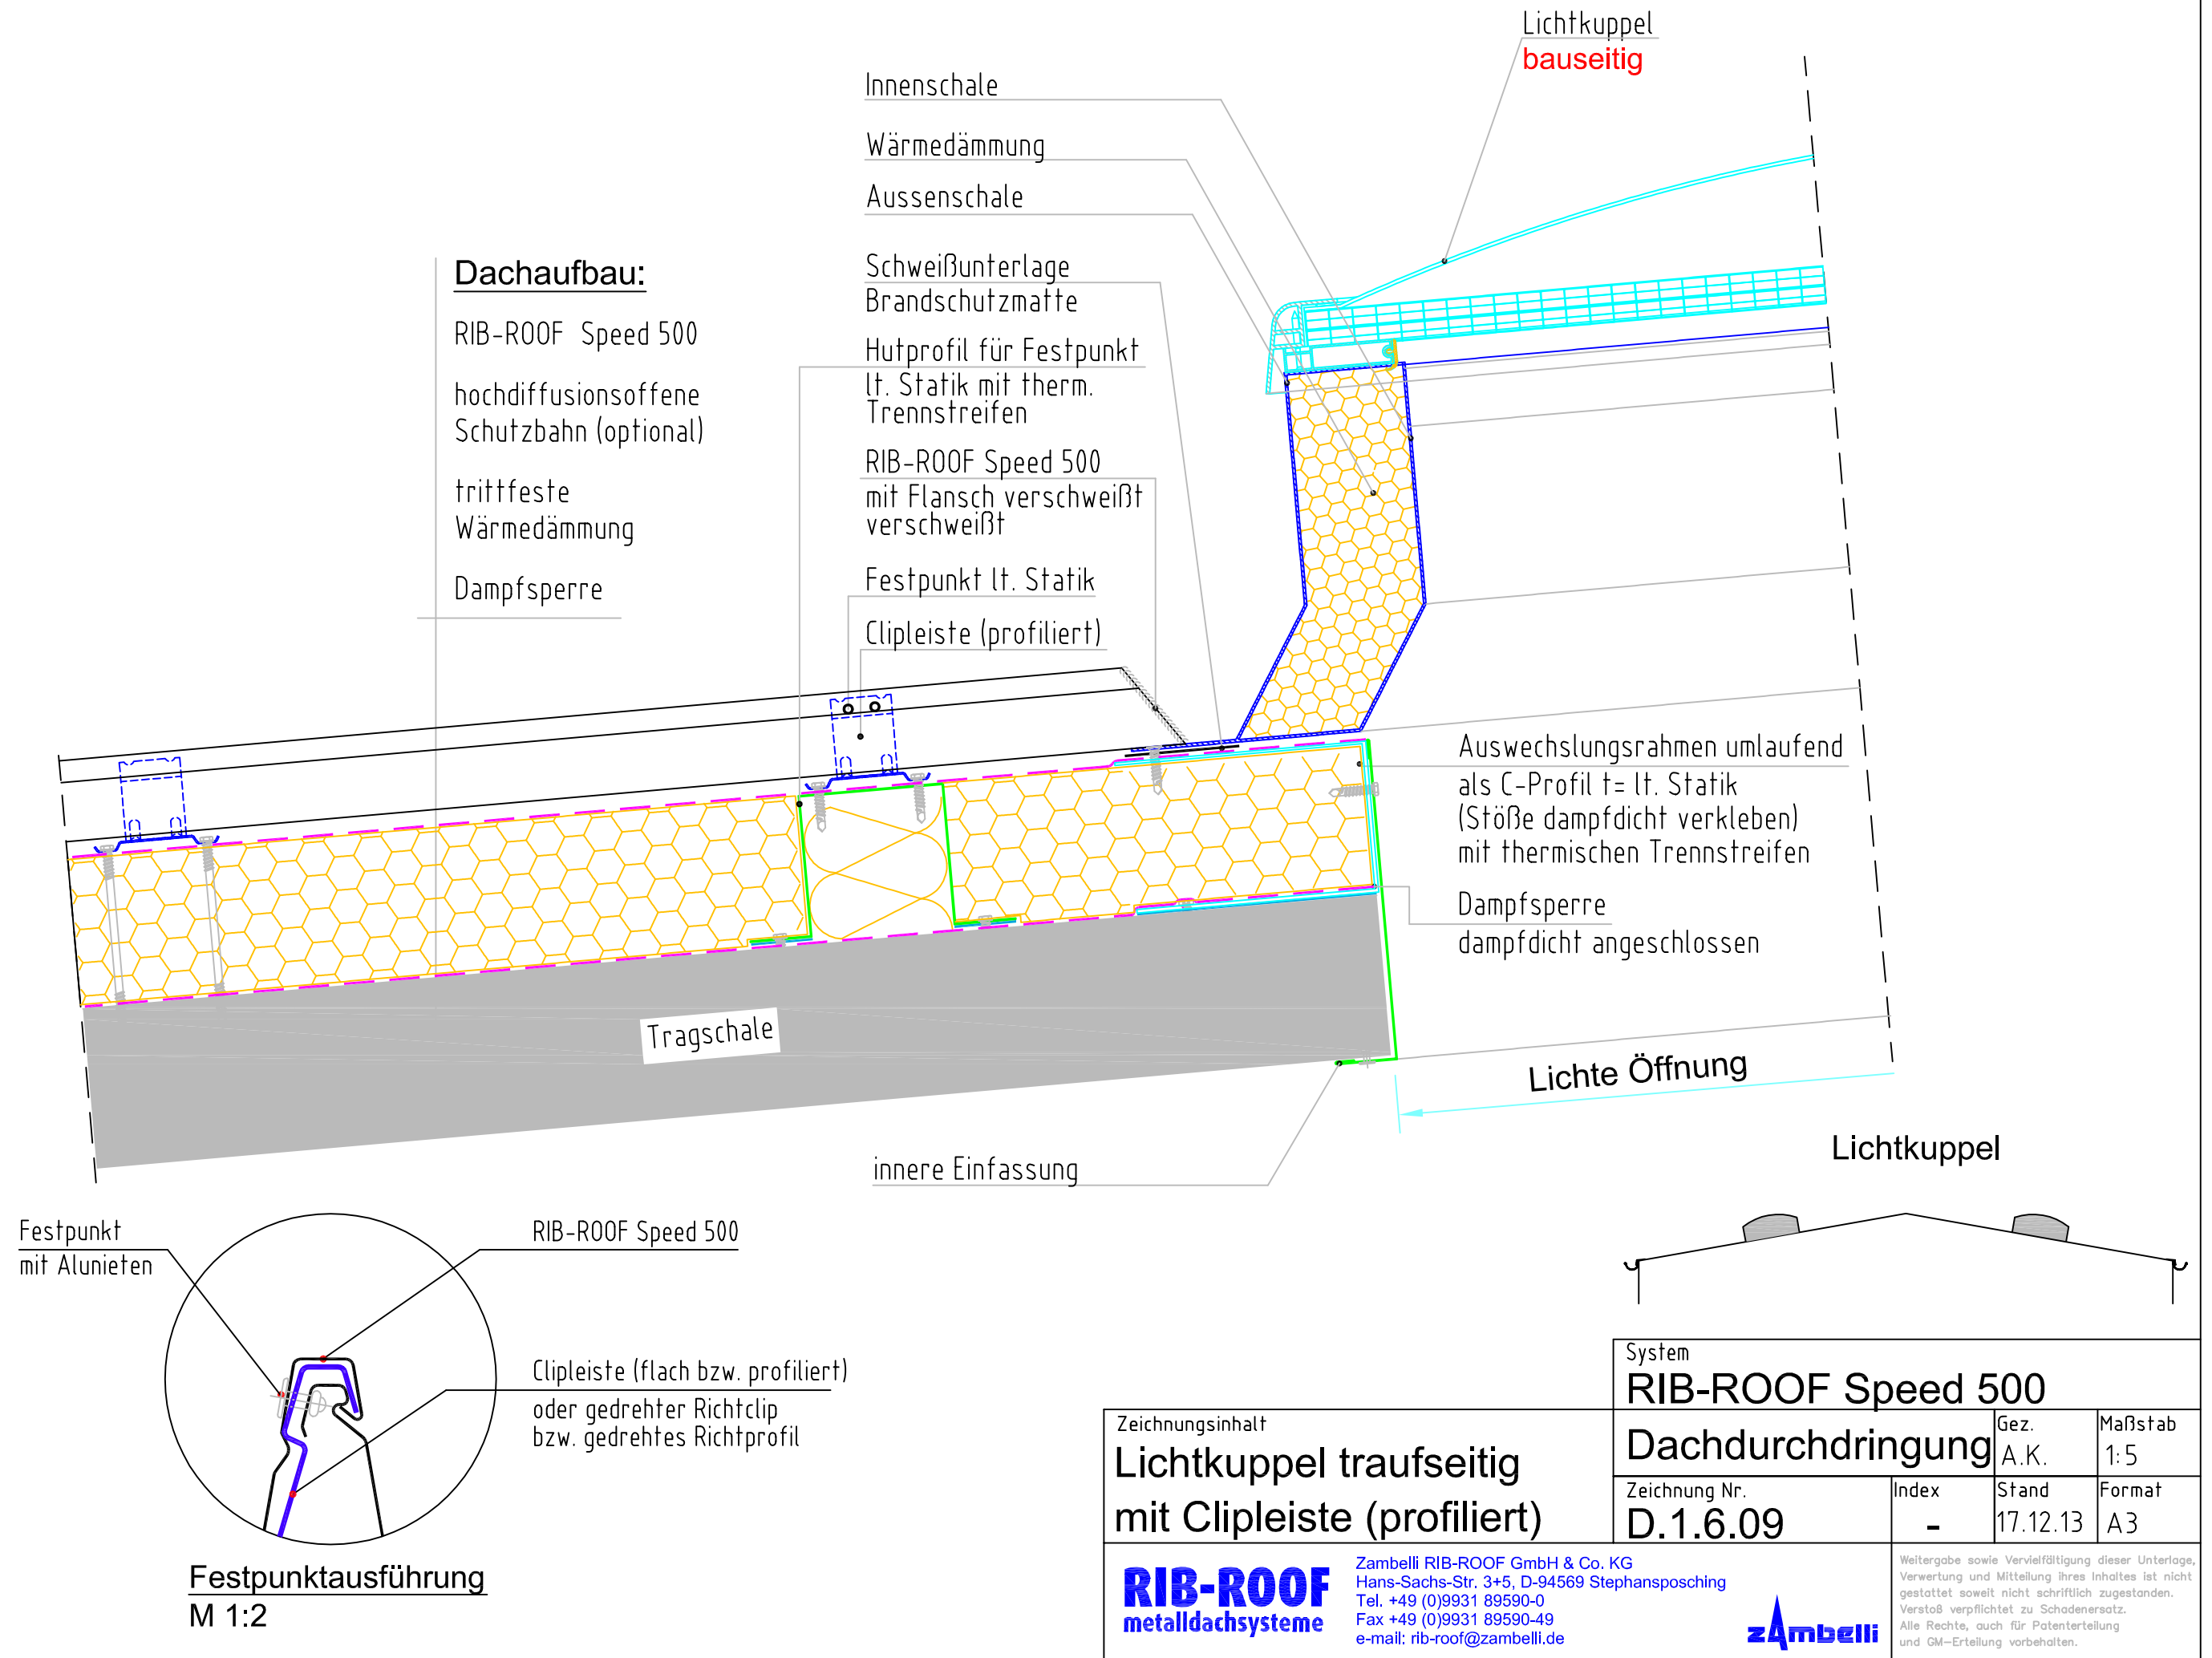 Lichtkuppel
bauseitig
Innenschale
Wärmedämmung
Aussenschale
Schweißunterlage
Brandschutzmatte
Hutprofil für Festpunkt
lt. Statik mit therm.
Trennstreifen
RIB-ROOF Speed 500
mit Flansch verschweißt
verschweißt
Festpunkt lt. Statik
Clipleiste (profiliert)
Dachaufbau:
RIB-ROOF Speed 500
hochdiffusionsoffene
Schutzbahn (optional)
trittfeste
Wärmedämmung
Dampfsperre
Auswechslungsrahmen umlaufend
als C-Profil t= lt. Statik
(Stöße dampfdicht verkleben)
mit thermischen Trennstreifen
Dampfsperre
dampfdicht angeschlossen
Tragschale
Lichte Öffnung
innere Einfassung
Lichtkuppel
Festpunkt
mit Alunieten
RIB-ROOF Speed 500
Clipleiste (flach bzw. profiliert)
oder gedrehter Richtclip
bzw. gedrehtes Richtprofil
Festpunktausführung
M 1:2
System
RIB-ROOF Speed 500
Zeichnungsinhalt
Lichtkuppel traufseitig
mit Clipleiste (profiliert)
Dachdurchdringung
Gez.
A.K.
Maßstab
1:5
Zeichnung Nr.
D.1.6.09
Index
-
Stand
17.12.13
Format
A3
RIB-ROOF
metalldachsysteme
Zambelli RIB-ROOF GmbH & Co. KG
Hans-Sachs-Str. 3+5, D-94569 Stephansposching
Tel. +49 (0)9931 89590-0
Fax +49 (0)9931 89590-49
e-mail: rib-roof@zambelli.de
zambelli
Weitergabe sowie Vervielfältigung dieser Unterlage,
Verwertung und Mitteilung ihres Inhaltes ist nicht
gestattet soweit nicht schriftlich zugestanden.
Verstoß verpflichtet zu Schadenersatz.
Alle Rechte, auch für Patenterteilung
und GM-Erteilung vorbehalten.